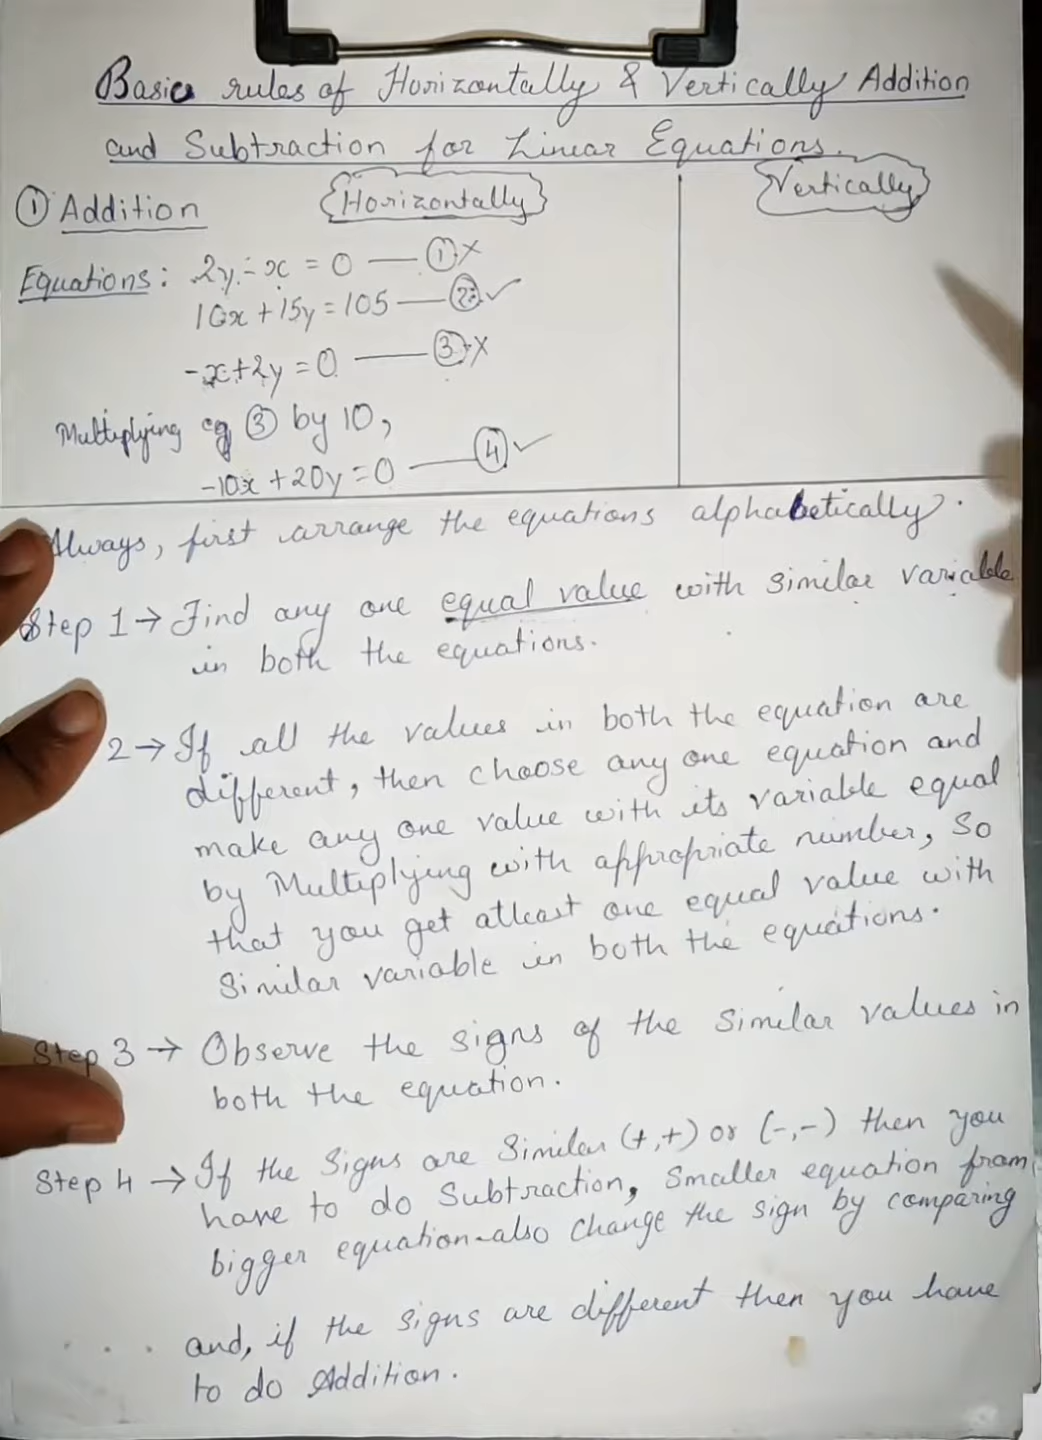 Basic rules of Horizontally & Vertically Addition
and Subtraction for Linear Equations.
① Addition
Horizontally
Vertically
Equations: 2y - x = 0 — ① ×
10x + 15y = 105 — ② ✓
-x + 2y = 0 — ③ ×
Multiplying eq ③ by 10,
-10x + 20y = 0 — ④ ✓
Always, first arrange the equations alphabetically.
Step 1 → Find any one equal value with similar variable
in both the equations.
2 → If all the values in both the equation are
different, then choose any one equation and
make any one value with its variable equal
by Multiplying with appropriate number, So
that you get atleast one equal value with
Similar variable in both the equations.
Step 3 → Observe the signs of the similar values in
both the equation.
Step 4 → If the Signs are Similar (+,+) or (-,-) then you
have to do Subtraction, Smaller equation from
bigger equation - also change the sign by comparing
and, if the signs are different then you have
to do Addition.